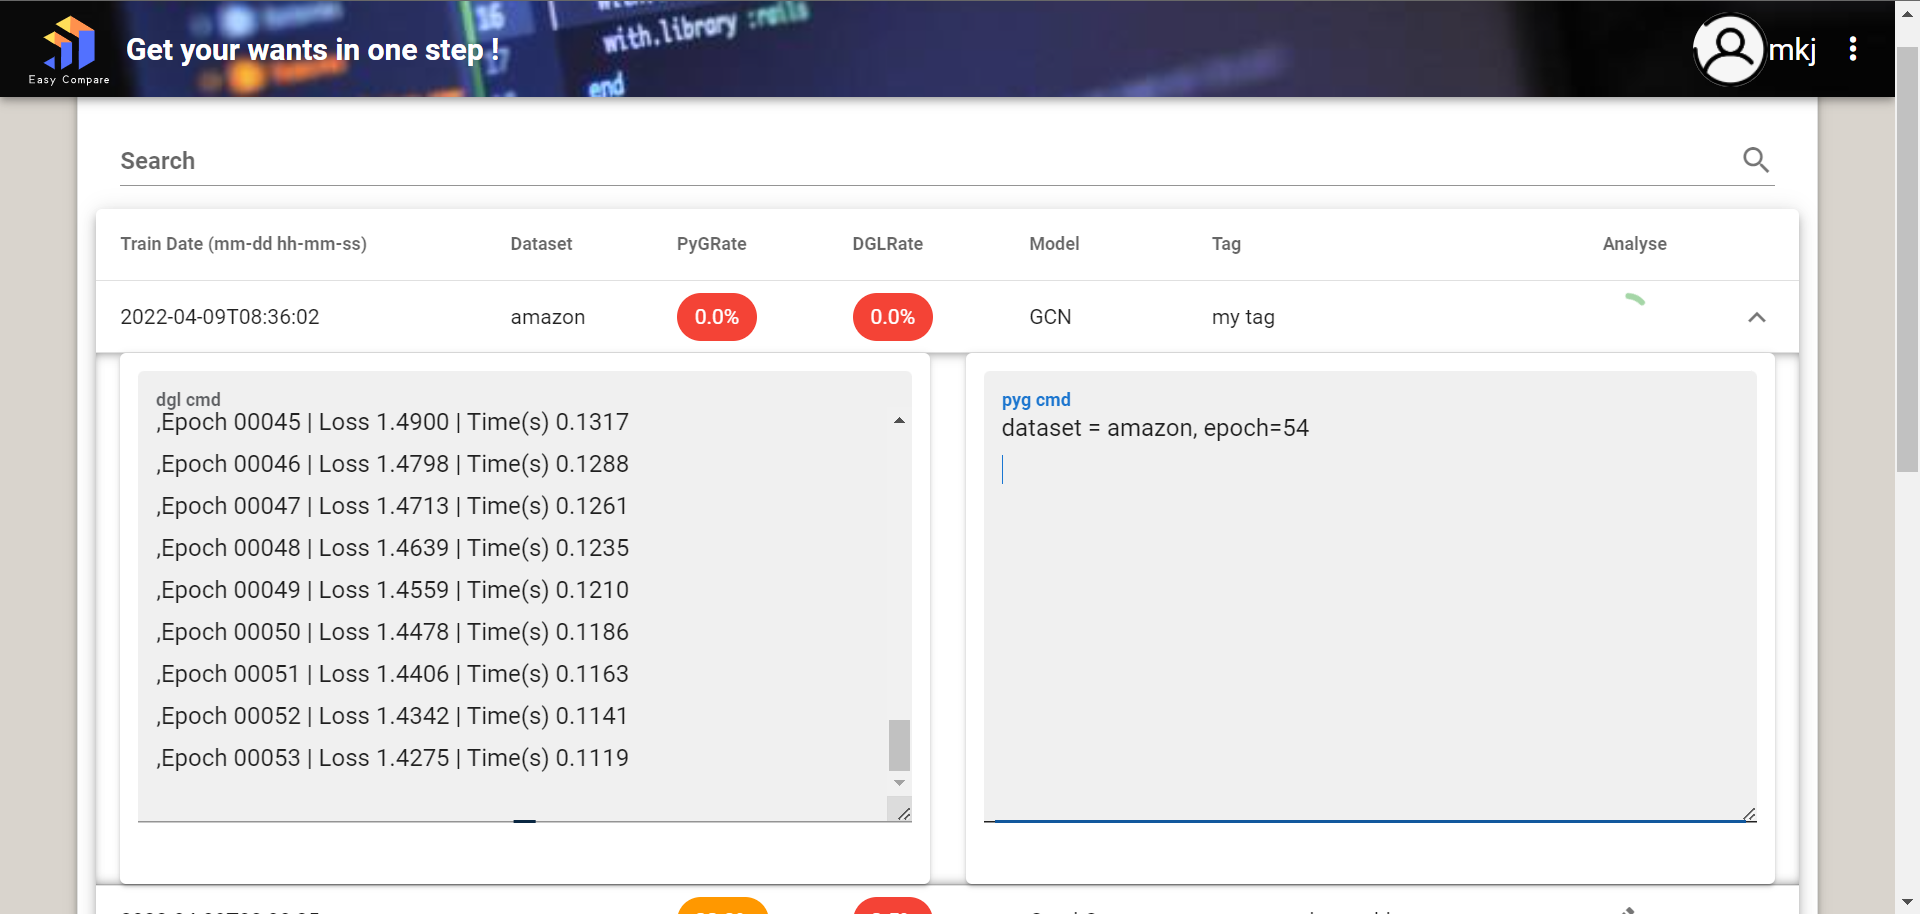 16
with.library :rails
Get your wants in one step !
17
end
Easy Compare
mkj
Search
Train Date (mm-dd hh-mm-ss) Dataset PyGRate DGLRate Model Tag Analyse
2022-04-09T08:36:02 amazon 0.0% 0.0% GCN my tag
dgl cmd
,Epoch 00045 | Loss 1.4900 | Time(s) 0.1317
,Epoch 00046 | Loss 1.4798 | Time(s) 0.1288
,Epoch 00047 | Loss 1.4713 | Time(s) 0.1261
,Epoch 00048 | Loss 1.4639 | Time(s) 0.1235
,Epoch 00049 | Loss 1.4559 | Time(s) 0.1210
,Epoch 00050 | Loss 1.4478 | Time(s) 0.1186
,Epoch 00051 | Loss 1.4406 | Time(s) 0.1163
,Epoch 00052 | Loss 1.4342 | Time(s) 0.1141
,Epoch 00053 | Loss 1.4275 | Time(s) 0.1119
pyg cmd
dataset = amazon, epoch=54